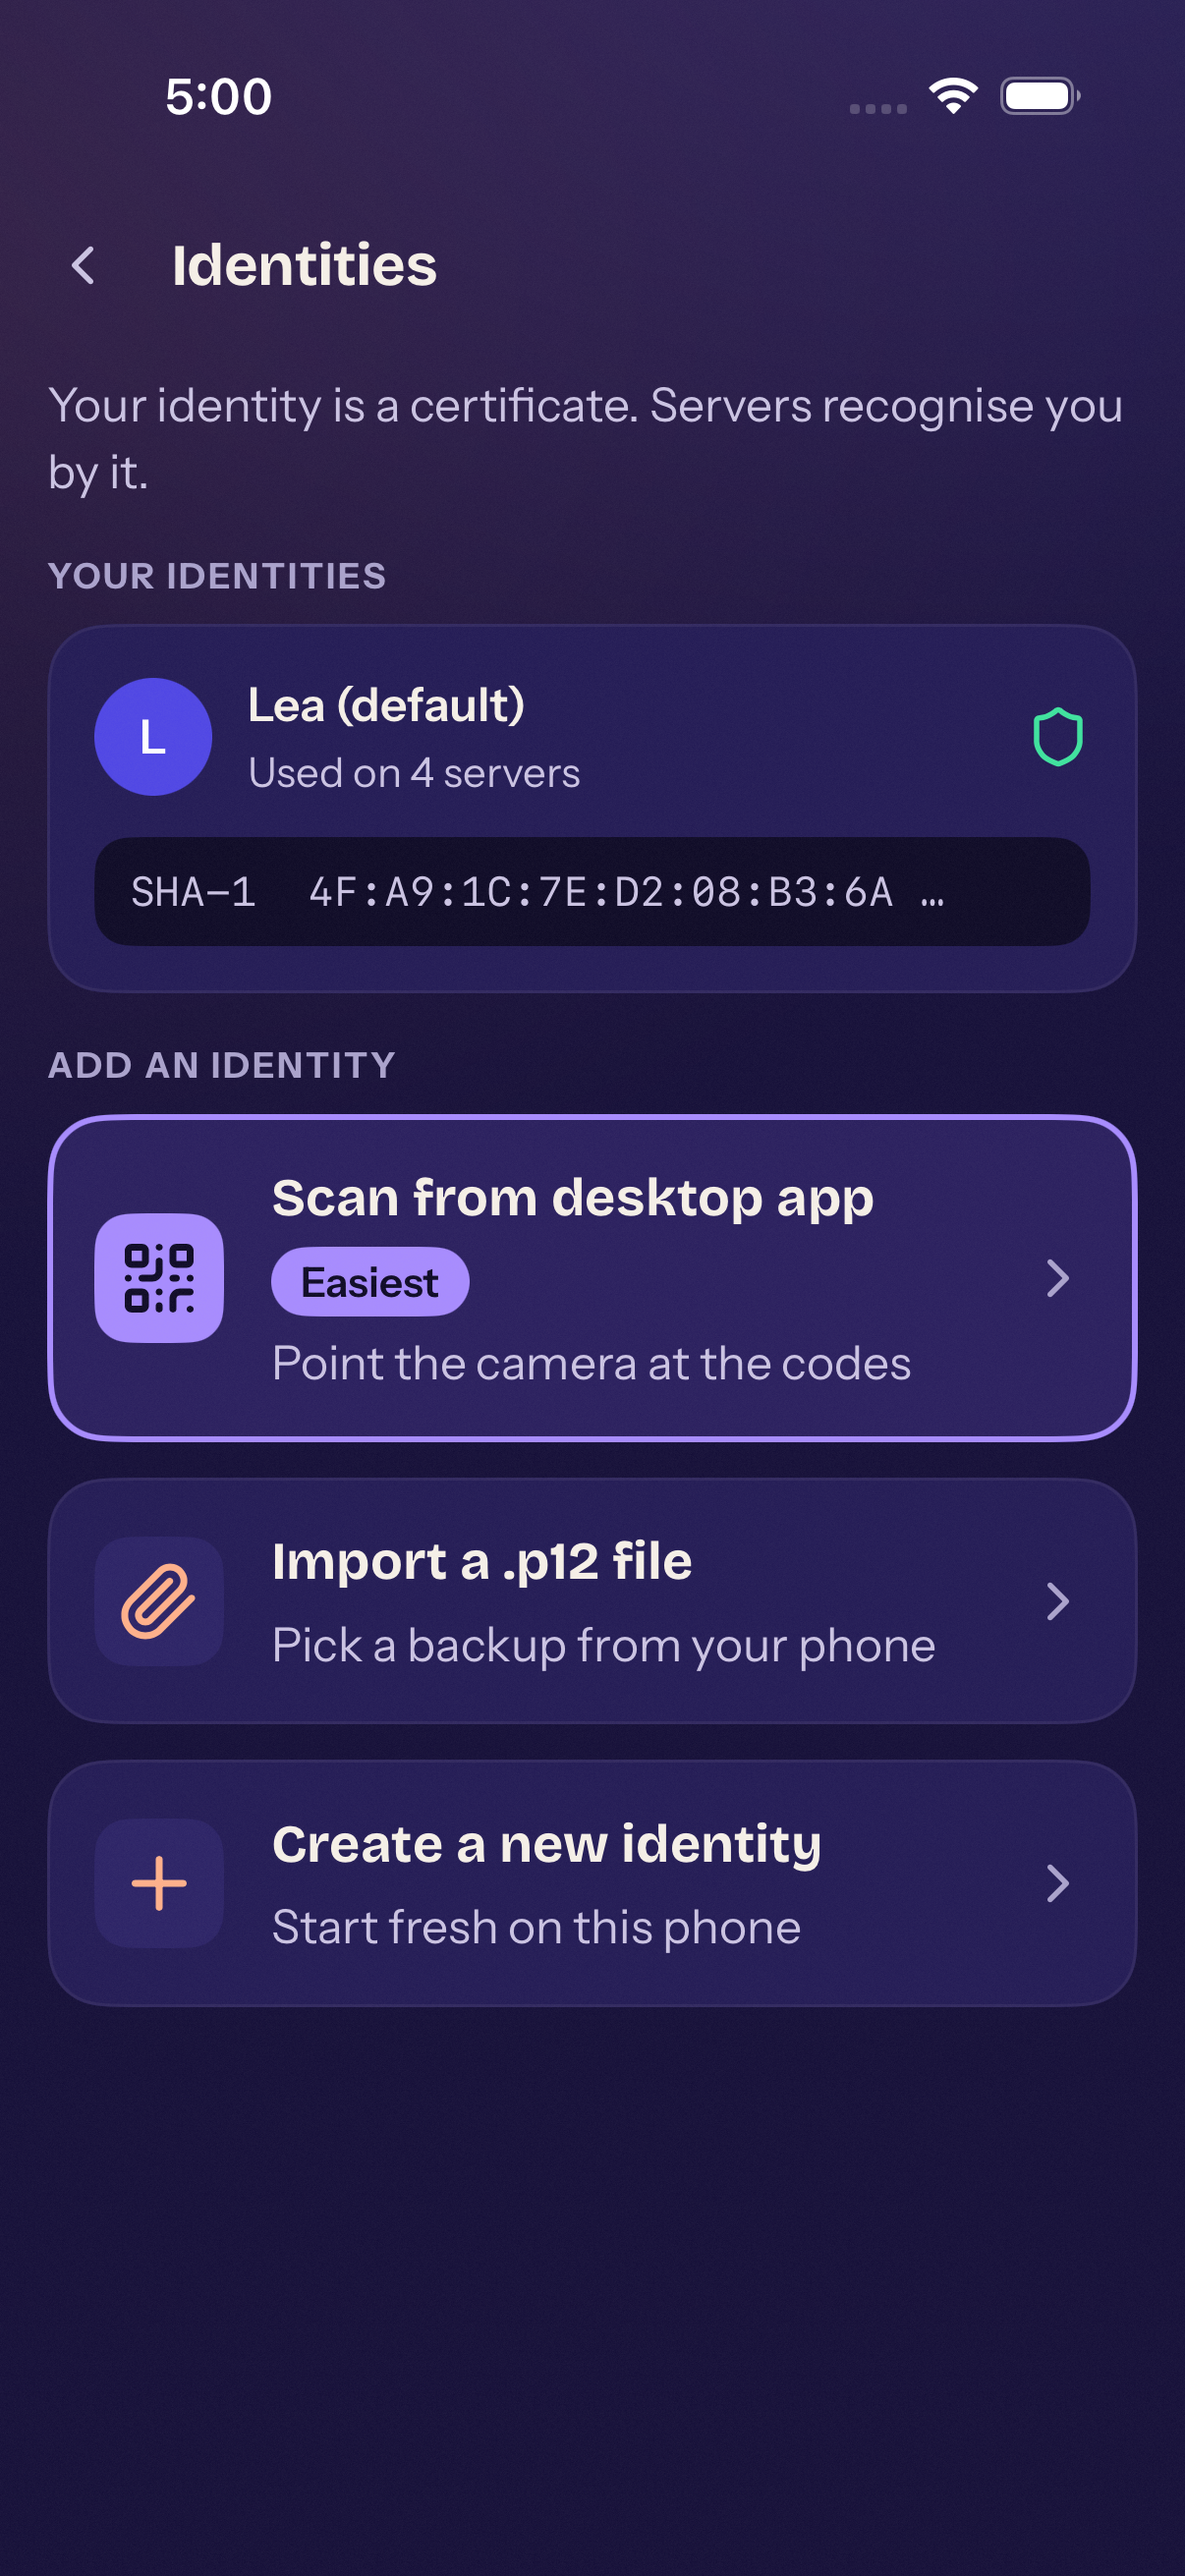 5:00
Identities
Your identity is a certificate. Servers recognise you
by it.
YOUR IDENTITIES
L
Lea (default)
Used on 4 servers
SHA-1 4F:A9:1C:7E:D2:08:B3:6A …
ADD AN IDENTITY
Scan from desktop app
Easiest
Point the camera at the codes
Import a .p12 file
Pick a backup from your phone
Create a new identity
Start fresh on this phone